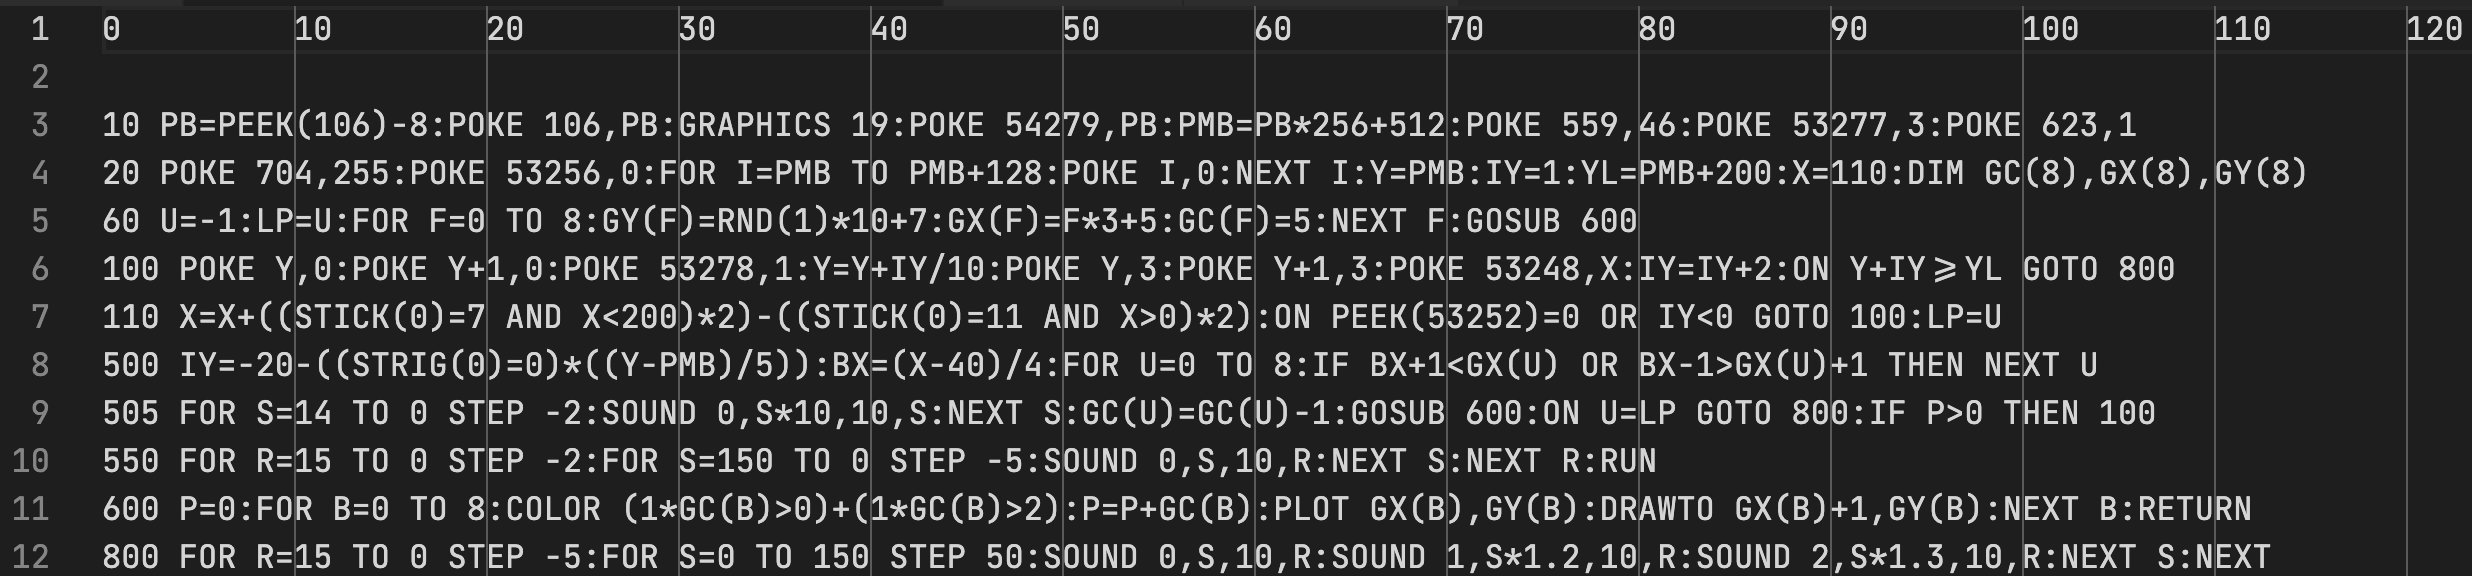 1 0 10 20 30 40 50 60 70 80 90 100 110 120
2
3 10 PB=PEEK(106)-8:POKE 106,PB:GRAPHICS 19:POKE 54279,PB:PMB=PB*256+512:POKE 559,46:POKE 53277,3:POKE 623,1
4 20 POKE 704,255:POKE 53256,0:FOR I=PMB TO PMB+128:POKE I,0:NEXT I:Y=PMB:IY=1:YL=PMB+200:X=110:DIM GC(8),GX(8),GY(8)
5 60 U=-1:LP=U:FOR F=0 TO 8:GY(F)=RND(1)*10+7:GX(F)=F*3+5:GC(F)=5:NEXT F:GOSUB 600
6 100 POKE Y,0:POKE Y+1,0:POKE 53278,1:Y=Y+IY/10:POKE Y,3:POKE Y+1,3:POKE 53248,X:IY=IY+2:ON Y+IY>=YL GOTO 800
7 110 X=X+((STICK(0)=7 AND X<200)*2)-((STICK(0)=11 AND X>0)*2):ON PEEK(53252)=0 OR IY<0 GOTO 100:LP=U
8 500 IY=-20-((STRIG(0)=0)*((Y-PMB)/5)):BX=(X-40)/4:FOR U=0 TO 8:IF BX+1<GX(U) OR BX-1>GX(U)+1 THEN NEXT U
9 505 FOR S=14 TO 0 STEP -2:SOUND 0,S*10,10,S:NEXT S:GC(U)=GC(U)-1:GOSUB 600:ON U=LP GOTO 800:IF P>0 THEN 100
10 550 FOR R=15 TO 0 STEP -2:FOR S=150 TO 0 STEP -5:SOUND 0,S,10,R:NEXT S:NEXT R:RUN
11 600 P=0:FOR B=0 TO 8:COLOR (1*GC(B)>0)+(1*GC(B)>2):P=P+GC(B):PLOT GX(B),GY(B):DRAWTO GX(B)+1,GY(B):NEXT B:RETURN
12 800 FOR R=15 TO 0 STEP -5:FOR S=0 TO 150 STEP 50:SOUND 0,S,10,R:SOUND 1,S*1.2,10,R:SOUND 2,S*1.3,10,R:NEXT S:NEXT